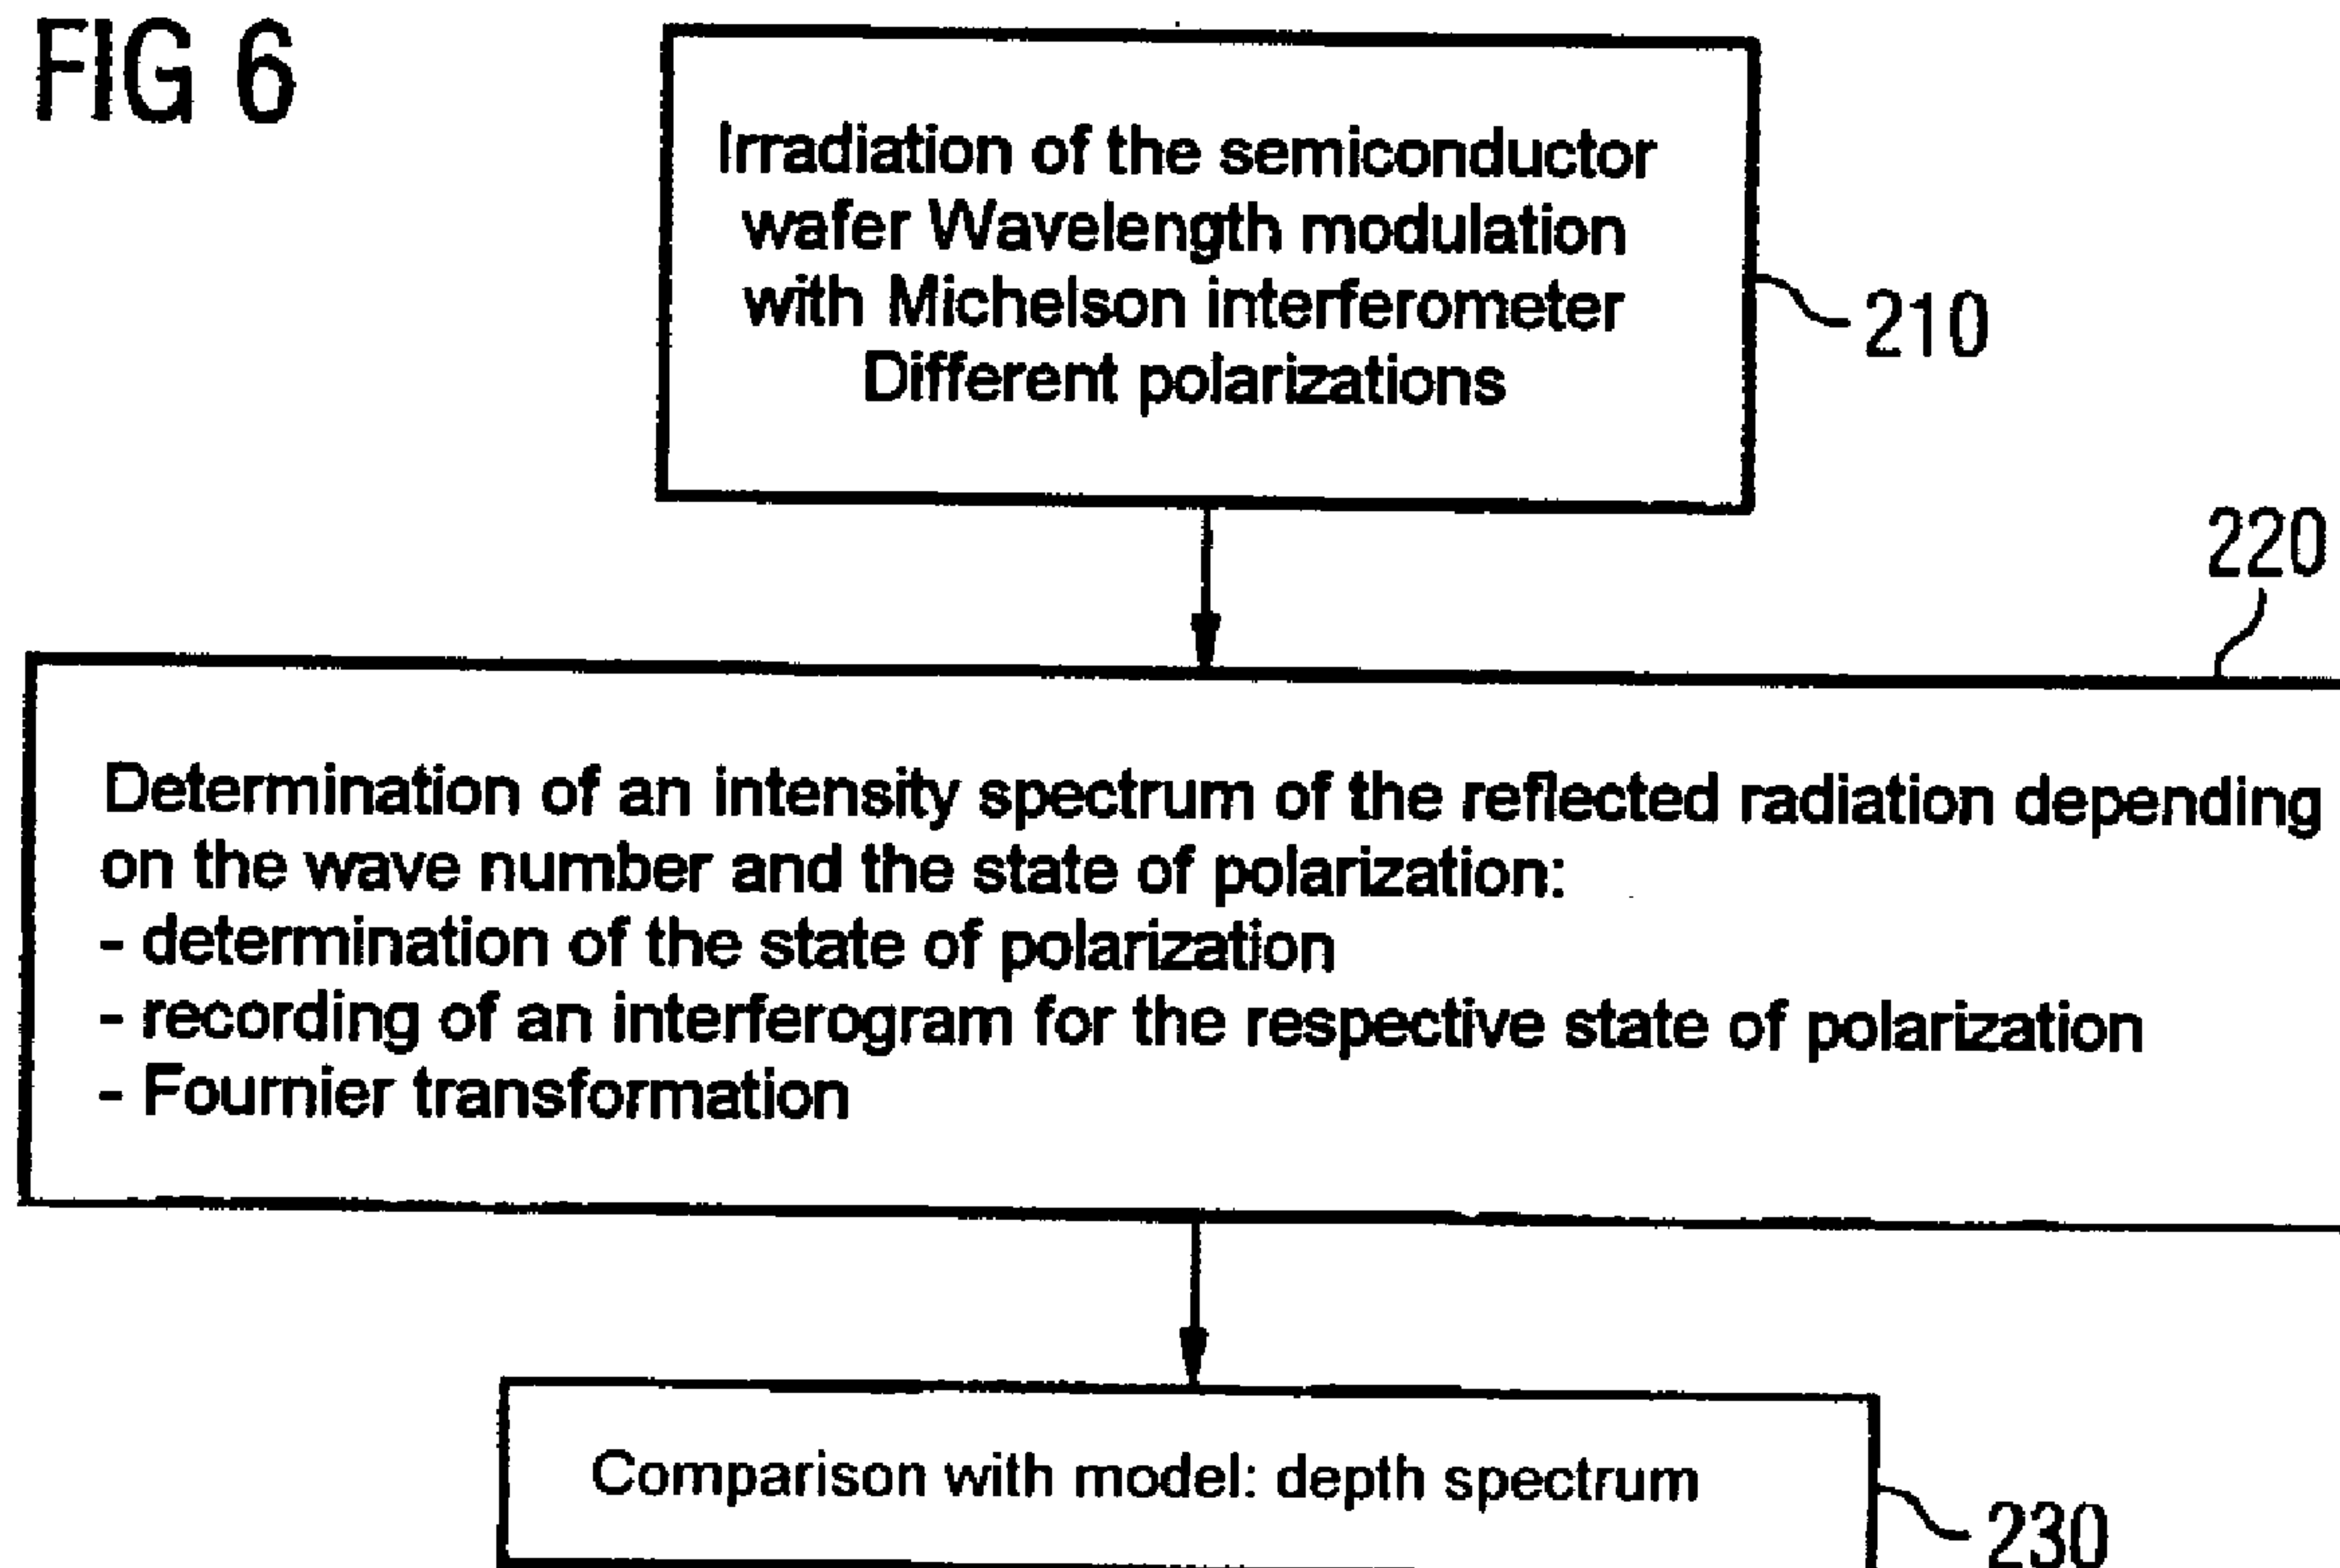 FIG 6
Irradiation of the semiconductor
wafer Wavelength modulation
with Michelson interferometer
Different polarizations
210
220
Determination of an intensity spectrum of the reflected radiation depending
on the wave number and the state of polarization:
- determination of the state of polarization
- recording of an interferogram for the respective state of polarization
- Fournier transformation
Comparison with model: depth spectrum
230